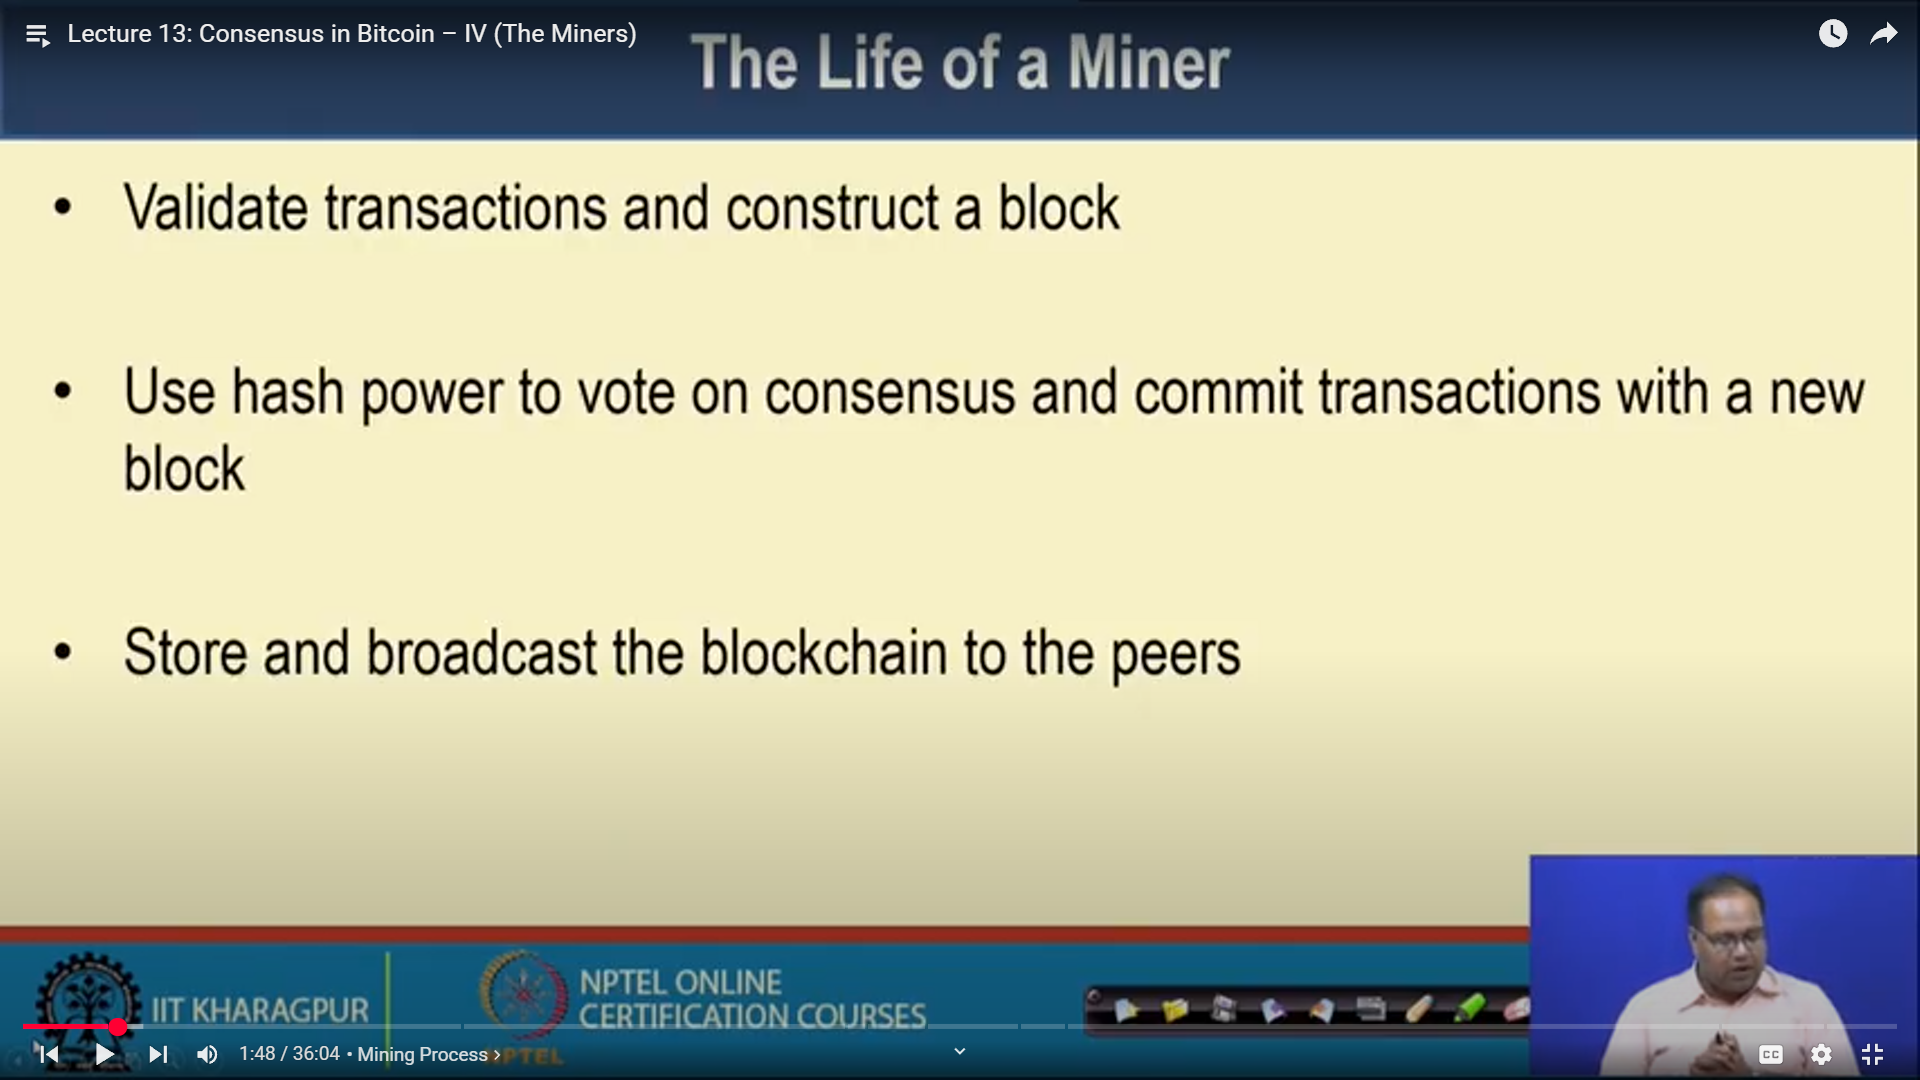 Lecture 13: Consensus in Bitcoin – IV (The Miners)
The Life of a Miner
• Validate transactions and construct a block
• Use hash power to vote on consensus and commit transactions with a new
block
• Store and broadcast the blockchain to the peers
IIT KHARAGPUR
NPTEL ONLINE
CERTIFICATION COURSES
NPTEL
1:48 / 36:04 • Mining Process ›
CC